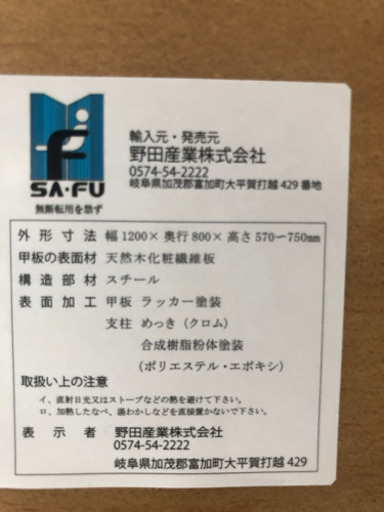 SA・FU
無断転用を禁ず
輸入元・発売元
野田産業株式会社
0574-54-2222
岐阜県加茂郡富加町大平賀打越 429 番地
外形寸法 幅1200×奥行800×高さ570〜750mm
甲板の表面材 天然木化粧繊維板
構造部材 スチール
表面加工 甲板 ラッカー塗装
支柱 めっき（クロム）
合成樹脂粉体塗装
（ポリエステル・エポキシ）
取扱い上の注意
イ、直射日光又はストーブなどの熱を避けて下さい。
ロ、加熱したなべ、湯わかしなどを直接置かないで下さい。
表示者 野田産業株式会社
0574-54-2222
岐阜県加茂郡富加町大平賀打越 429